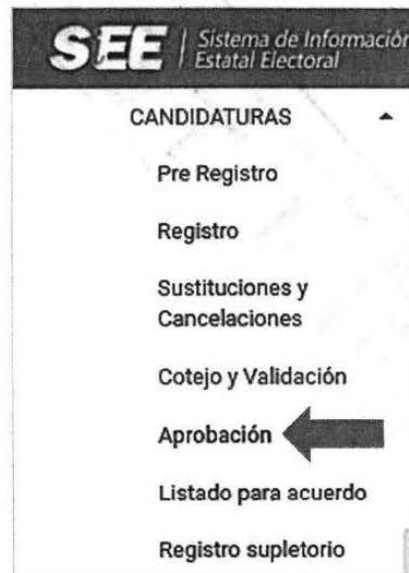 SEE | Sistema de Información
Estatal Electoral
CANDIDATURAS
Pre Registro
Registro
Sustituciones y
Cancelaciones
Cotejo y Validación
Aprobación
Listado para acuerdo
Registro supletorio